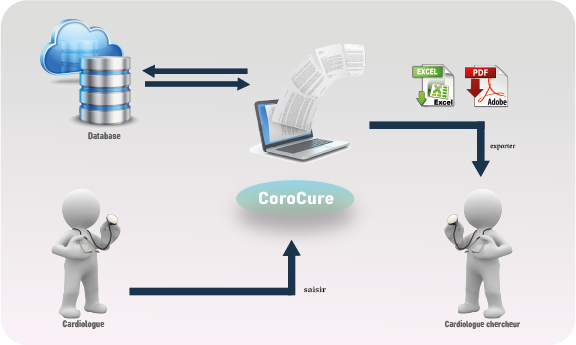 EXCEL
Excel
PDF
Adobe
Database
exporter
CoroCure
saisir
Cardiologue
Cardiologue chercheur